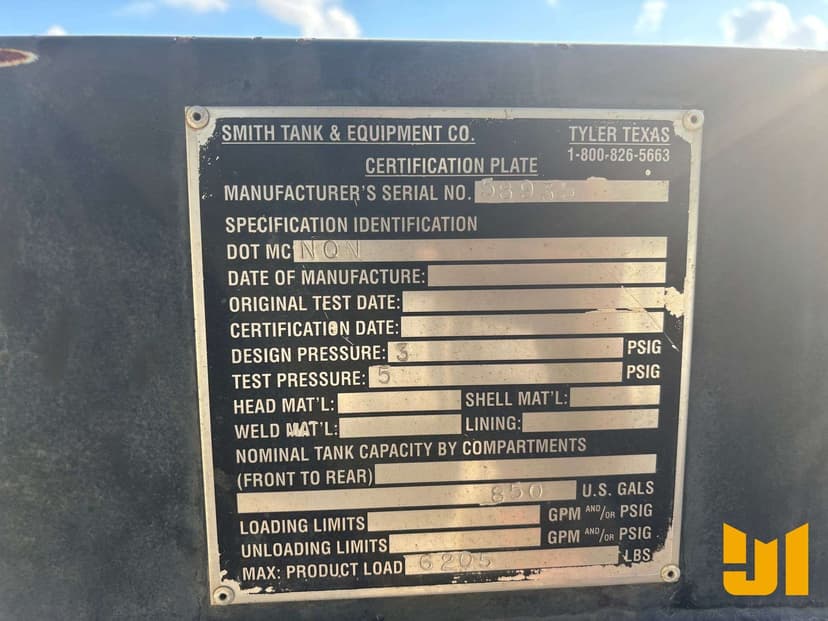 SMITH TANK & EQUIPMENT CO. TYLER TEXAS
1-800-826-5663
CERTIFICATION PLATE
MANUFACTURER'S SERIAL NO. 58935
SPECIFICATION IDENTIFICATION
DOT MC NON
DATE OF MANUFACTURE:
ORIGINAL TEST DATE:
CERTIFICATION DATE:
DESIGN PRESSURE: 3 PSIG
TEST PRESSURE: 5 PSIG
HEAD MAT'L: SHELL MAT'L:
WELD MAT'L: LINING:
NOMINAL TANK CAPACITY BY COMPARTMENTS
(FRONT TO REAR)
850 U.S. GALS
LOADING LIMITS GPM AND/OR PSIG
UNLOADING LIMITS GPM AND/OR PSIG
MAX: PRODUCT LOAD 6205 LBS